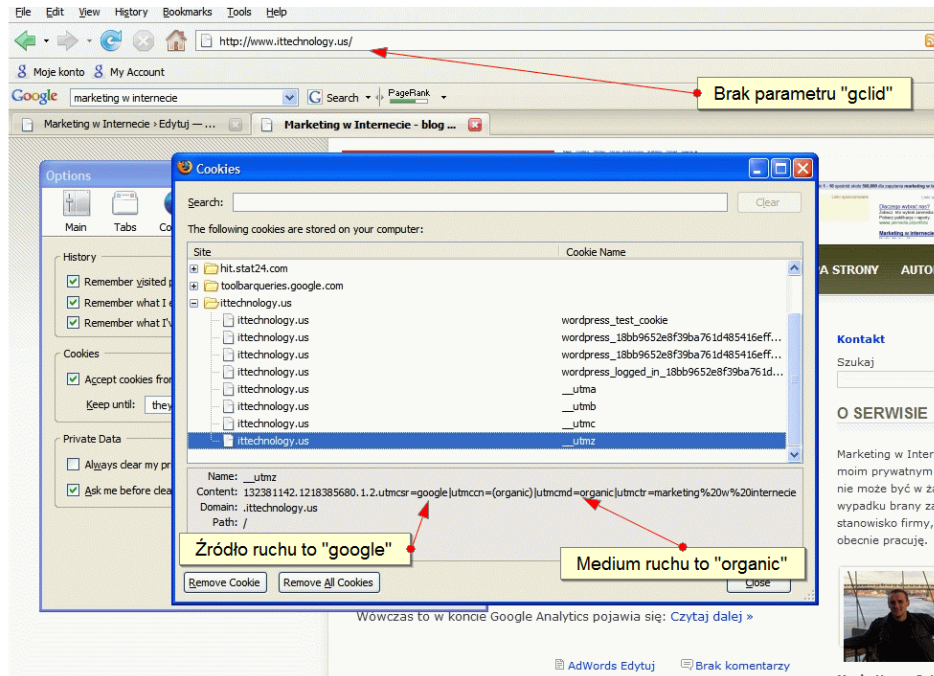 File Edit View History Bookmarks Tools Help
http://www.ittechnology.us/
Moje konto My Account
Google marketing w internecie Search PageRank
Brak parametru "gclid"
Marketing w Internecie › Edytuj — ... Marketing w Internecie - blog ...
Options
Main Tabs Co
History
Remember visited p
Remember what I e
Remember what I'v
Cookies
Accept cookies from
Keep until: they
Private Data
Always clear my pr
Ask me before clea
Cookies
Search: Clear
The following cookies are stored on your computer:
Site Cookie Name
hit.stat24.com
toolbarqueries.google.com
ittechnology.us
ittechnology.us wordpress_test_cookie
ittechnology.us wordpress_18bb9652e8f39ba761d485416eff...
ittechnology.us wordpress_18bb9652e8f39ba761d485416eff...
ittechnology.us wordpress_logged_in_18bb9652e8f39ba761d...
ittechnology.us __utma
ittechnology.us __utmb
ittechnology.us __utmc
ittechnology.us __utmz
Name: __utmz
Content: 132381142.1218385680.1.2.utmcsr=google|utmccn=(organic)|utmcmd=organic|utmctr=marketing%20w%20internecie
Domain: .ittechnology.us
Path: /
Źródło ruchu to "google"
Medium ruchu to "organic"
Remove Cookie Remove All Cookies Close
A STRONY AUTO
Kontakt
Szukaj
O SERWISIE
Marketing w Inter
moim prywatnym
nie może być w ża
wypadku brany za
stanowisko firmy,
obecnie pracuję.
Wówczas to w koncie Google Analytics pojawia się: Czytaj dalej »
AdWords Edytuj Brak komentarzy